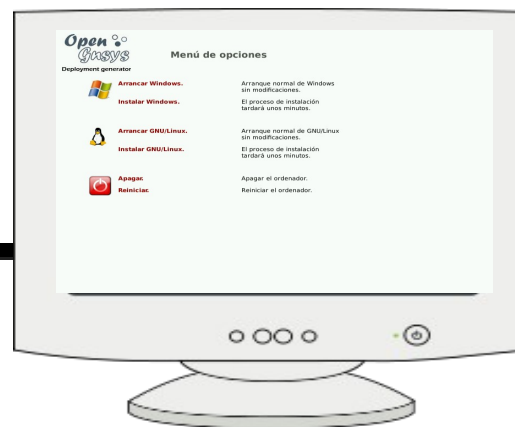 Open
Gnsys
Deployment generator
Menú de opciones
Arrancar Windows.
Arranque normal de Windows
sin modificaciones.
Instalar Windows.
El proceso de instalación
tardará unos minutos.
Arrancar GNU/Linux.
Arranque normal de GNU/Linux
sin modificaciones.
Instalar GNU/Linux.
El proceso de instalación
tardará unos minutos.
Apagar.
Apagar el ordenador.
Reiniciar.
Reiniciar el ordenador.